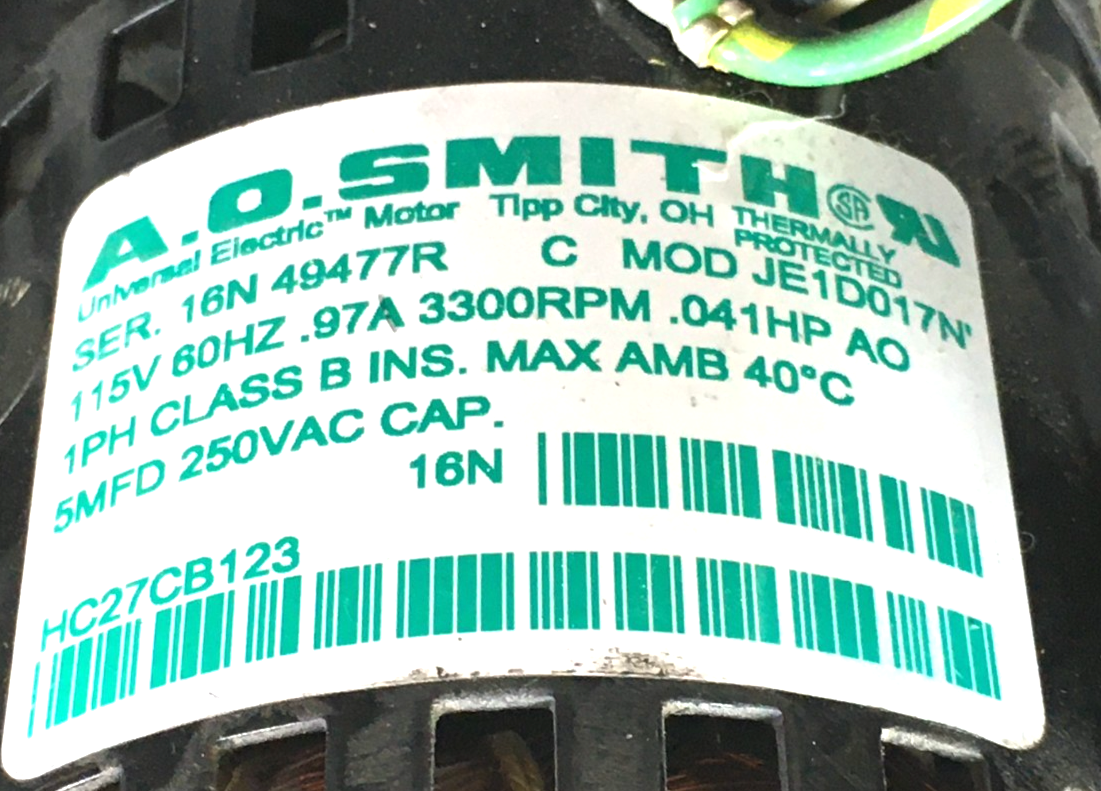 A.O.SMITH
Universal Electric™ Motor Tipp City, OH THERMALLY PROTECTED
SER. 16N 49477R C MOD JE1D017N
115V 60HZ .97A 3300RPM .041HP AO
1PH CLASS B INS. MAX AMB 40°C
5MFD 250VAC CAP.
16N
HC27CB123